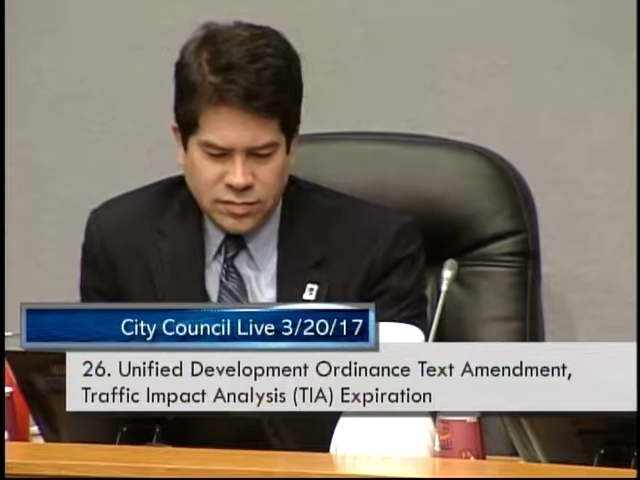 City Council Live 3/20/17
26. Unified Development Ordinance Text Amendment,
Traffic Impact Analysis (TIA) Expiration